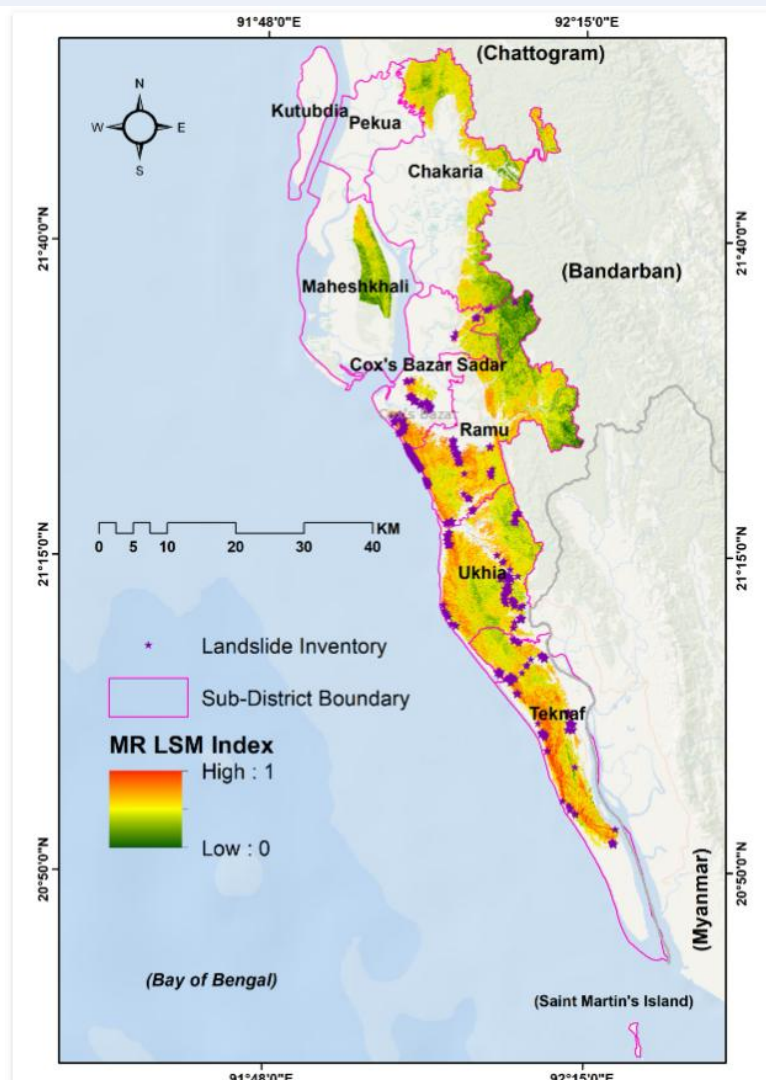 91°48'0"E
92°15'0"E
(Chattogram)
N
W
E
S
Kutubdia
Pekua
Chakaria
21°40'0"N
21°40'0"N
(Bandarban)
Maheshkhali
Cox's Bazar Sadar
Cox's Bazar
Ramu
KM
0 5 10 20 30 40
21°15'0"N
21°15'0"N
Ukhia
Landslide Inventory
Sub-District Boundary
Teknaf
MR LSM Index
High : 1
Low : 0
20°50'0"N
20°50'0"N
(Myanmar)
(Bay of Bengal)
(Saint Martin's Island)
91°48'0"E
92°15'0"E